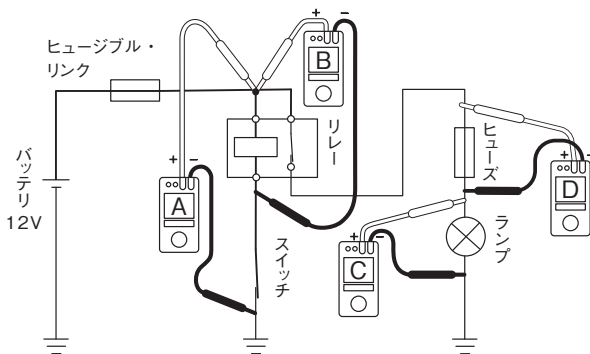 ヒュージブル・
リンク
+ −
B
リレー
ヒューズ
バッテリ
12V
+ −
A
+ −
D
スイッチ
+ −
C
ランプ